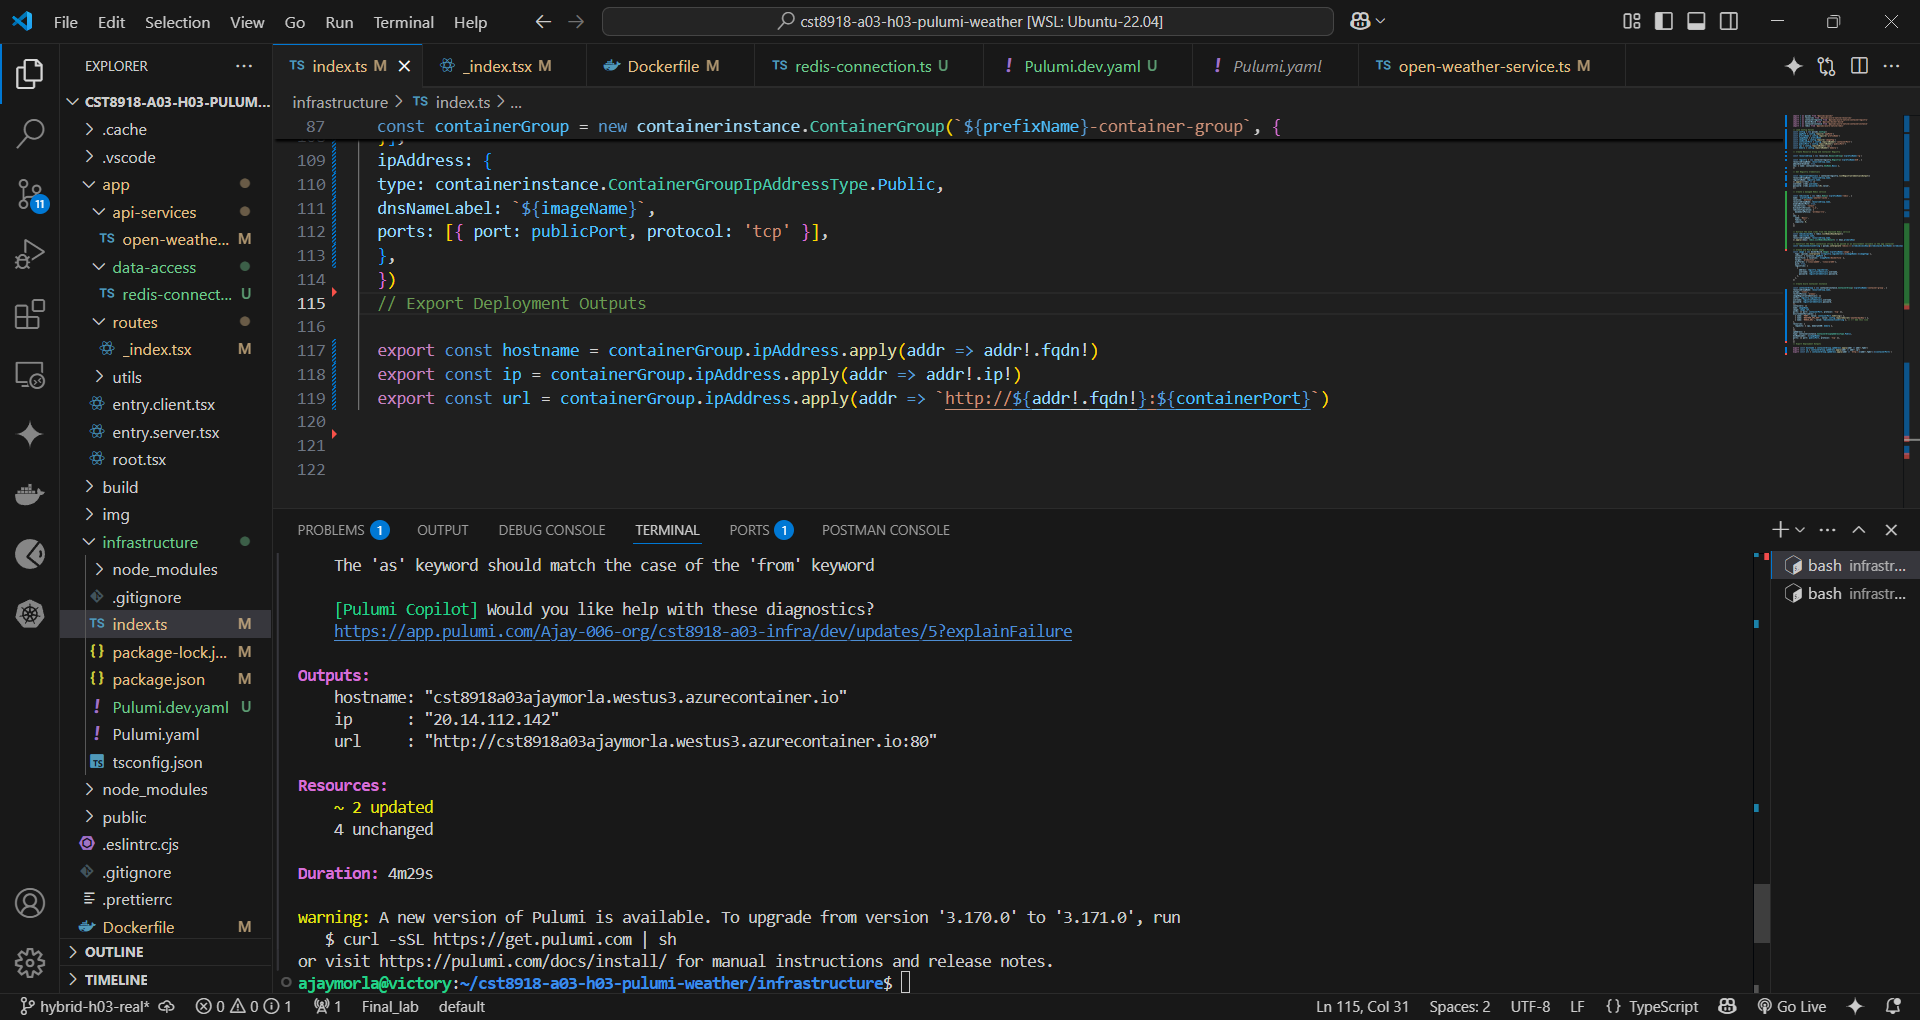 File Edit Selection View Go Run Terminal Help
cst8918-a03-h03-pulumi-weather [WSL: Ubuntu-22.04]
EXPLORER
CST8918-A03-H03-PULUM...
.cache
.vscode
app
api-services
TS open-weathe... M
data-access
TS redis-connect... U
routes
_index.tsx M
utils
entry.client.tsx
entry.server.tsx
root.tsx
build
img
infrastructure
node_modules
.gitignore
TS index.ts M
{} package-lock.j... M
{} package.json M
! Pulumi.dev.yaml U
! Pulumi.yaml
TS tsconfig.json
node_modules
public
.eslintrc.cjs
.gitignore
.prettierrc
Dockerfile M
OUTLINE
TIMELINE
11
TS index.ts M
_index.tsx M
Dockerfile M
TS redis-connection.ts U
! Pulumi.dev.yaml U
! Pulumi.yaml
TS open-weather-service.ts M
infrastructure > TS index.ts > ...
87 const containerGroup = new containerinstance.ContainerGroup(`${prefixName}-container-group`, {
109 ipAddress: {
110 type: containerinstance.ContainerGroupIpAddressType.Public,
111 dnsNameLabel: `${imageName}`,
112 ports: [{ port: publicPort, protocol: 'tcp' }],
113 },
114 })
115 // Export Deployment Outputs
116
117 export const hostname = containerGroup.ipAddress.apply(addr => addr!.fqdn!)
118 export const ip = containerGroup.ipAddress.apply(addr => addr!.ip!)
119 export const url = containerGroup.ipAddress.apply(addr => `http://${addr!.fqdn!}:${containerPort}`)
120
121
122
PROBLEMS 1 OUTPUT DEBUG CONSOLE TERMINAL PORTS 1 POSTMAN CONSOLE
bash infrastr...
bash infrastr...
The 'as' keyword should match the case of the 'from' keyword
[Pulumi Copilot] Would you like help with these diagnostics?
https://app.pulumi.com/Ajay-006-org/cst8918-a03-infra/dev/updates/5?explainFailure
Outputs:
hostname: "cst8918a03ajaymorla.westus3.azurecontainer.io"
ip : "20.14.112.142"
url : "http://cst8918a03ajaymorla.westus3.azurecontainer.io:80"
Resources:
~ 2 updated
4 unchanged
Duration: 4m29s
warning: A new version of Pulumi is available. To upgrade from version '3.170.0' to '3.171.0', run
$ curl -sSL https://get.pulumi.com | sh
or visit https://pulumi.com/docs/install/ for manual instructions and release notes.
ajaymorla@victory:~/cst8918-a03-h03-pulumi-weather/infrastructure$
hybrid-h03-real* 0 0 1 1 Final_lab default
Ln 115, Col 31 Spaces: 2 UTF-8 LF {} TypeScript Go Live